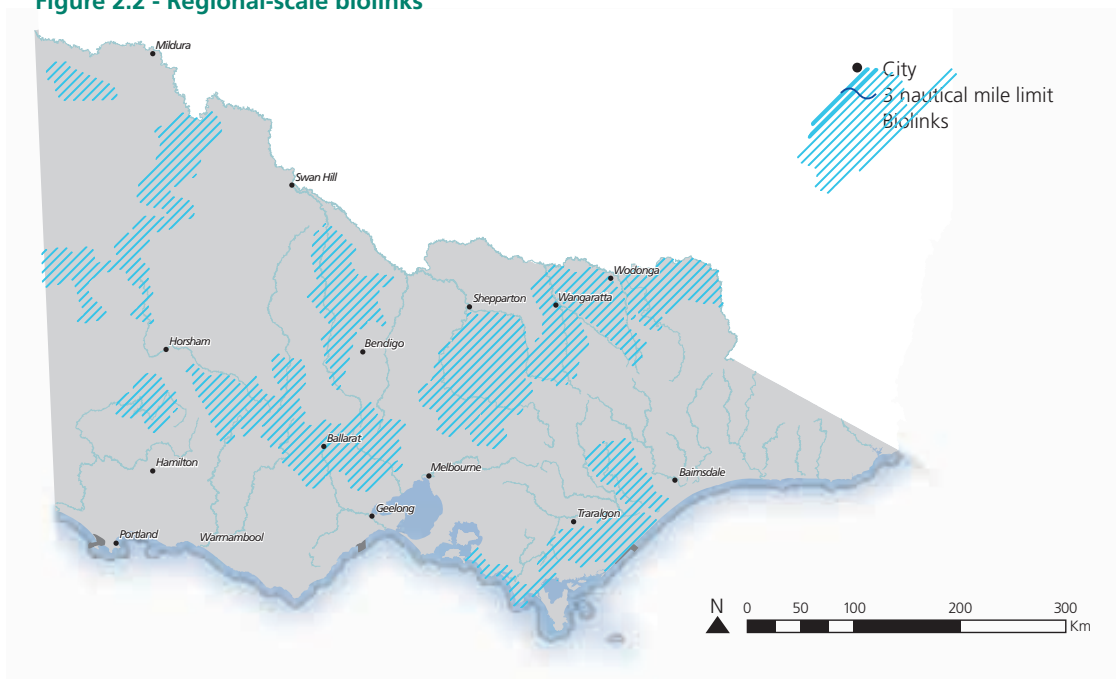 Figure 2.2 - Regional-scale biolinks
Mildura
City
3 nautical mile limit
Biolinks
Swan Hill
Wodonga
Shepparton
Wangaratta
Horsham
Bendigo
Ballarat
Hamilton
Melbourne
Bairnsdale
Geelong
Traralgon
Portland
Warrnambool
N 0 50 100 200 300
Km